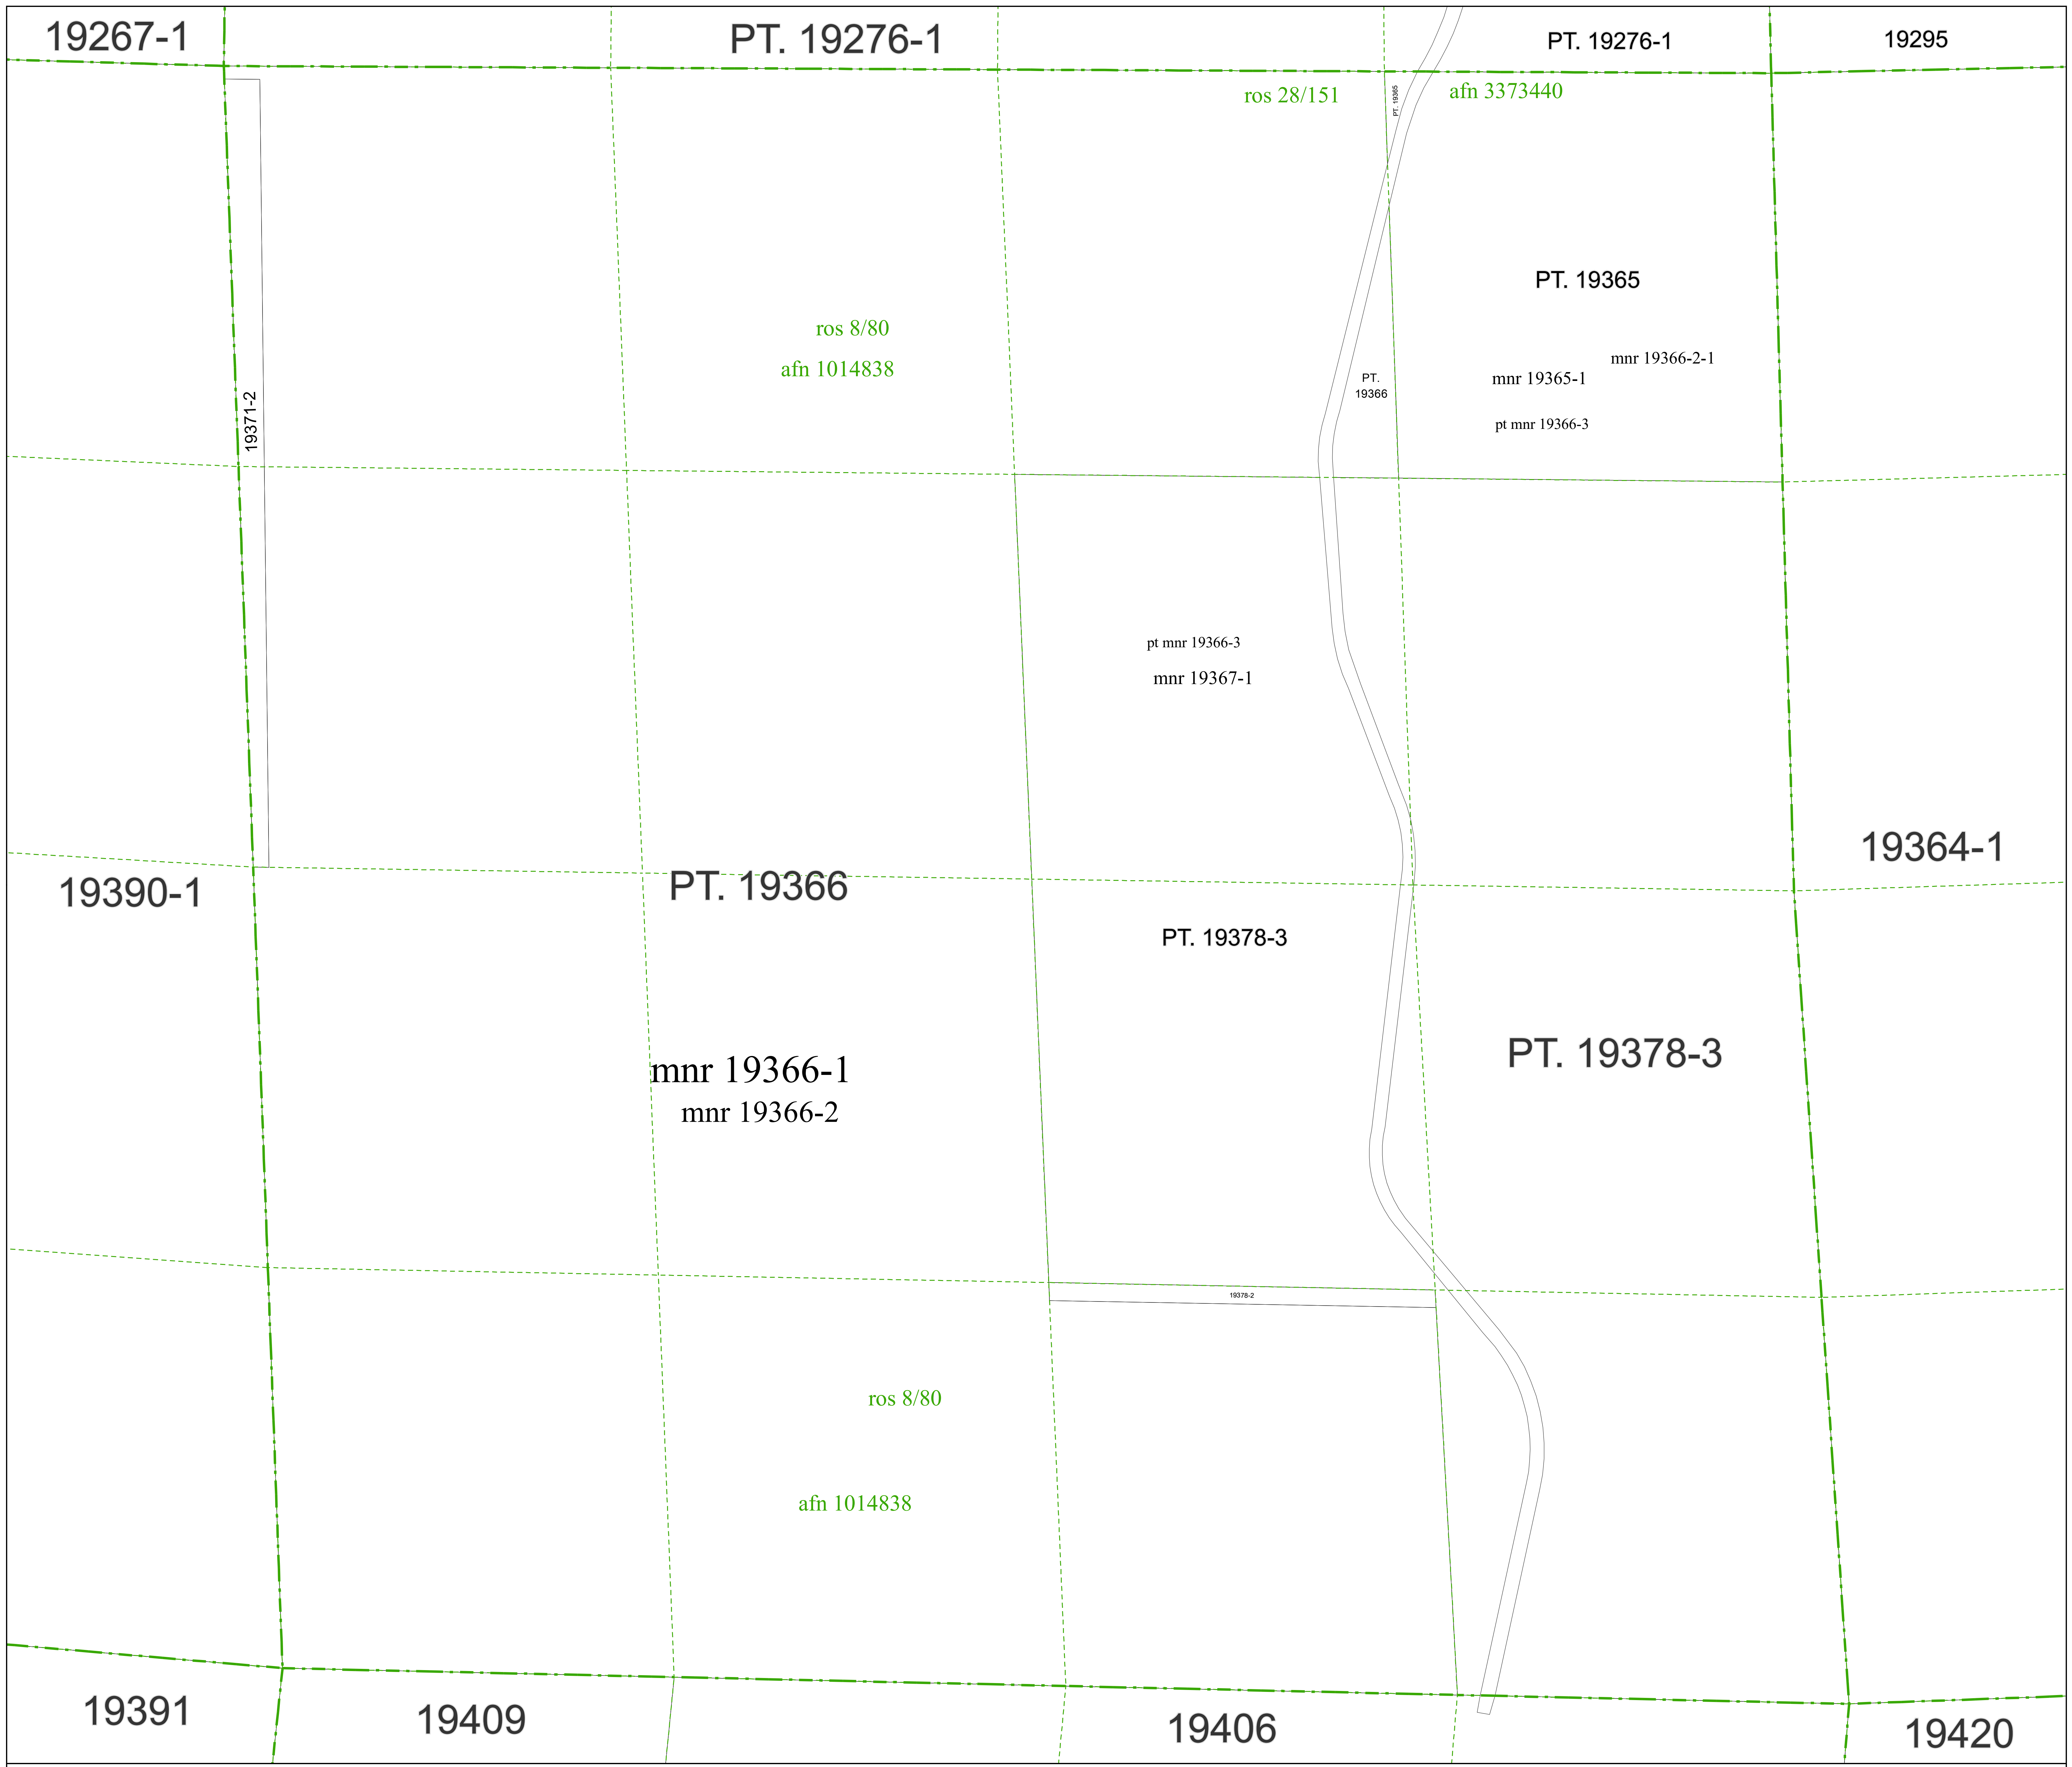 19267-1
PT. 19276-1
PT. 19276-1
19295
ros 28/151
PT. 19365
afn 3373440
PT. 19365
ros 8/80
afn 1014838
mnr 19366-2-1
mnr 19365-1
PT.
19366
pt mnr 19366-3
19371-2
pt mnr 19366-3
mnr 19367-1
19364-1
19390-1
PT. 19366
PT. 19378-3
PT. 19378-3
mnr 19366-1
mnr 19366-2
19378-2
ros 8/80
afn 1014838
19391
19409
19406
19420